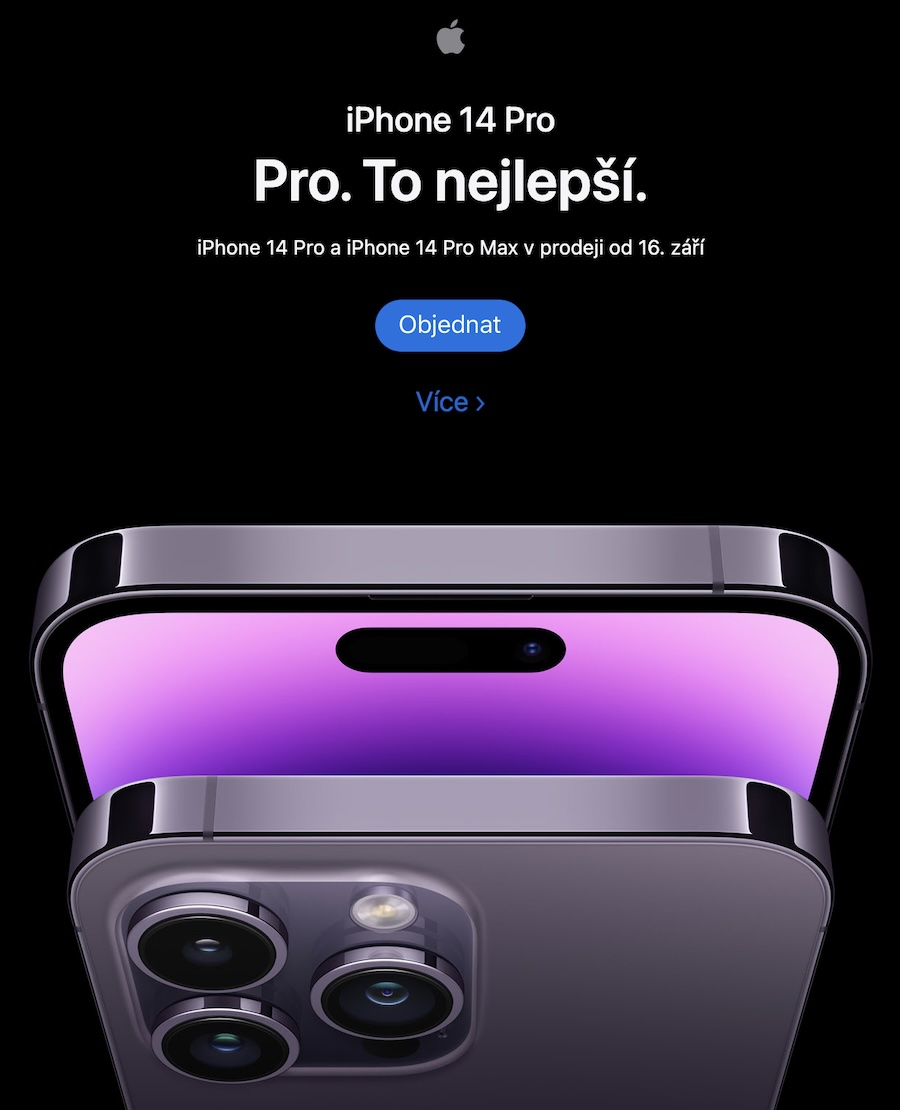 iPhone 14 Pro
Pro. To nejlepší.
iPhone 14 Pro a iPhone 14 Pro Max v prodeji od 16. září
Objednat
Více ›